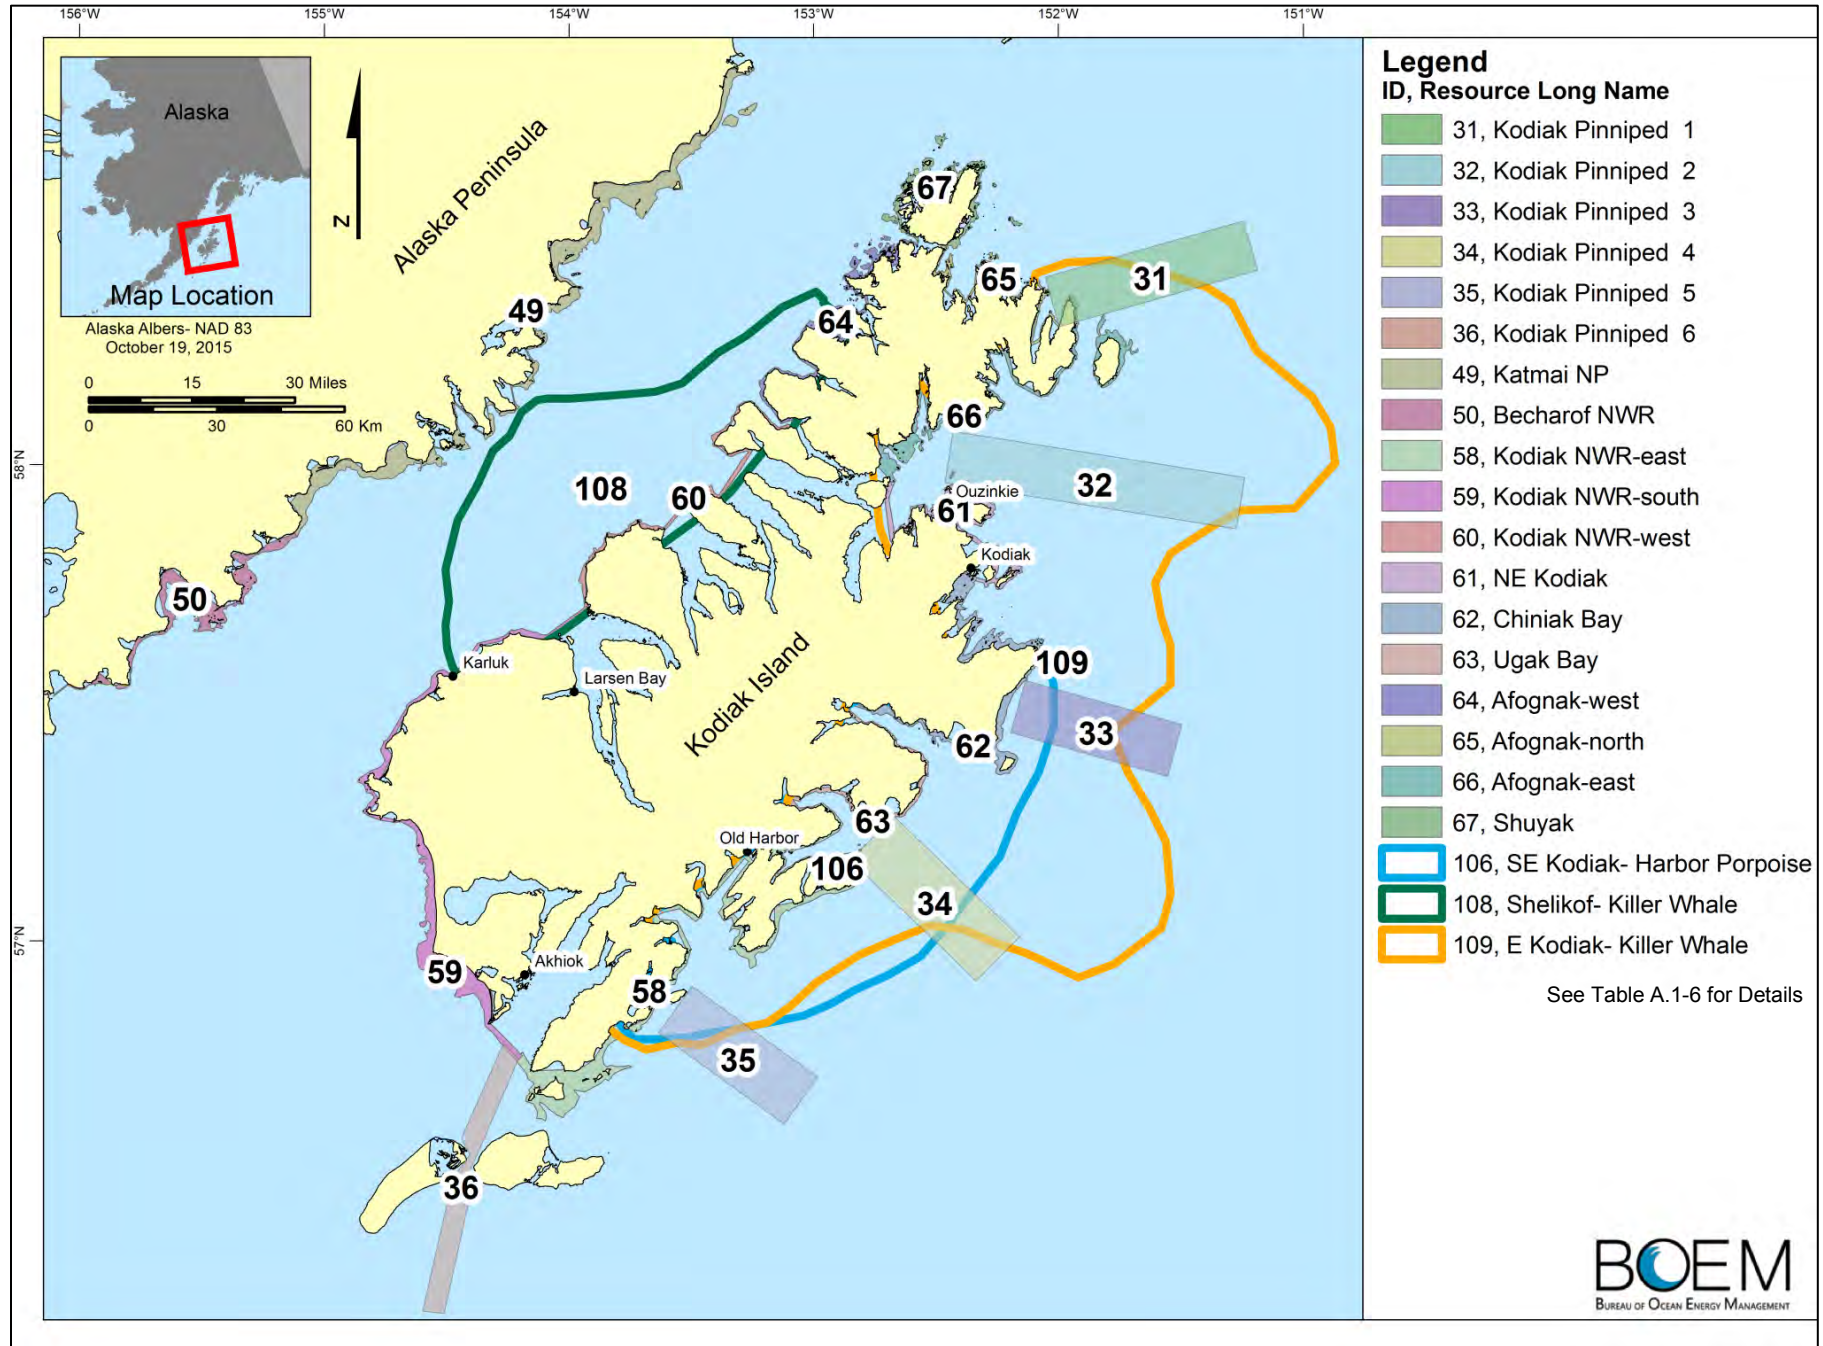 156°W
155°W
154°W
153°W
152°W
151°W
58°N
57°N
Alaska
Map Location
Alaska Albers- NAD 83
October 19, 2015
0 15 30 Miles
0 30 60 Km
N
Alaska Peninsula
Kodiak Island
67
65
31
49
64
66
108
60
32
Ouzinkie
61
Kodiak
50
109
Karluk
Larsen Bay
33
62
63
Old Harbor
106
34
59
Akhiok
58
35
36
Legend
ID, Resource Long Name
31, Kodiak Pinniped 1
32, Kodiak Pinniped 2
33, Kodiak Pinniped 3
34, Kodiak Pinniped 4
35, Kodiak Pinniped 5
36, Kodiak Pinniped 6
49, Katmai NP
50, Becharof NWR
58, Kodiak NWR-east
59, Kodiak NWR-south
60, Kodiak NWR-west
61, NE Kodiak
62, Chiniak Bay
63, Ugak Bay
64, Afognak-west
65, Afognak-north
66, Afognak-east
67, Shuyak
106, SE Kodiak- Harbor Porpoise
108, Shelikof- Killer Whale
109, E Kodiak- Killer Whale
See Table A.1-6 for Details
BOEM
BUREAU OF OCEAN ENERGY MANAGEMENT